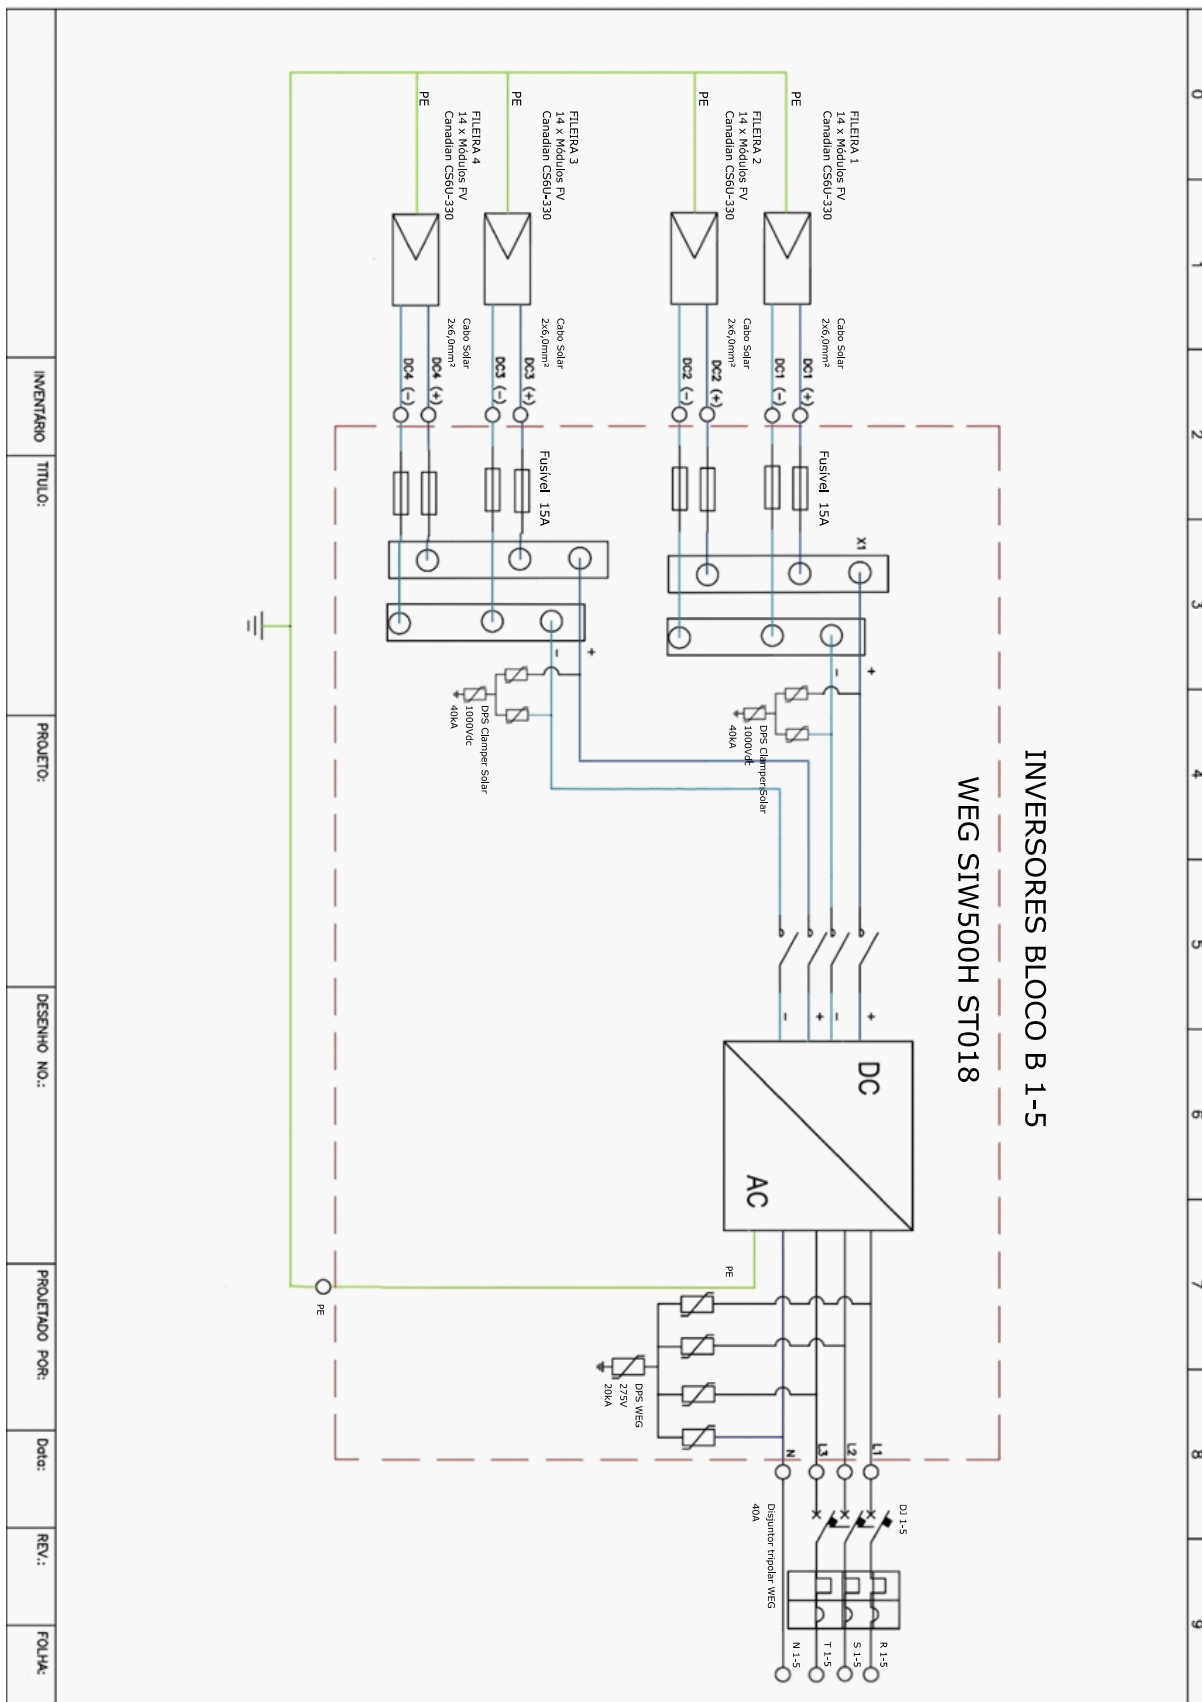 0
1
2
3
4
5
6
7
8
9
INVERSORES BLOCO B 1-5
WEG SIW500H ST018
PE
FILEIRA 1
14 x Módulos FV
Canadian CS6U-330
PE
FILEIRA 2
14 x Módulos FV
Canadian CS6U-330
PE
FILEIRA 3
14 x Módulos FV
Canadian CS6U-330
PE
FILEIRA 4
14 x Módulos FV
Canadian CS6U-330
Cabo Solar
2x6,0mm²
DC1 (+)
DC1 (-)
Cabo Solar
2x6,0mm²
DC2 (+)
DC2 (-)
Cabo Solar
2x6,0mm²
DC3 (+)
DC3 (-)
Cabo Solar
2x6,0mm²
DC4 (+)
DC4 (-)
Fusível 15A
Fusível 15A
X1
+
-
+
-
DPS Clamper Solar
1000Vdc
40kA
DPS Clamper Solar
1000Vdc
40kA
+
-
+
-
DC
AC
PE
PE
DPS WEG
275V
20kA
L1
L2
L3
N
DJ 1-5
Disjuntor tripolar WEG
40A
R 1-5
S 1-5
T 1-5
N 1-5
INVENTÁRIO
TITULO:
PROJETO:
DESENHO NO.:
PROJETADO POR:
Data:
REV.:
FOLHA: